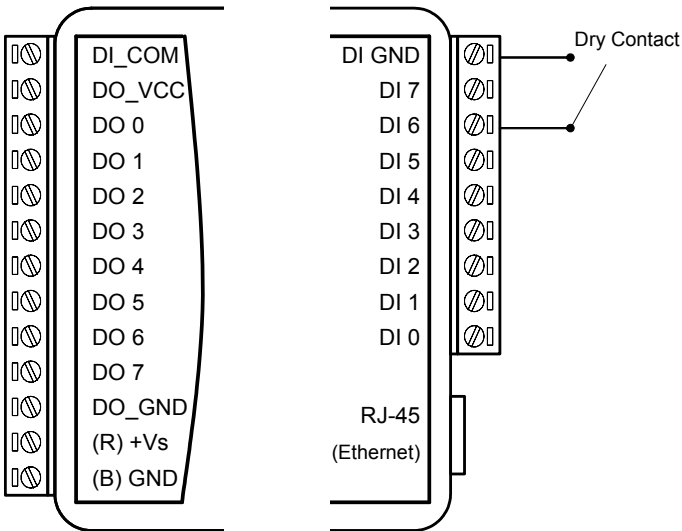 DI_COM
DO_VCC
DO 0
DO 1
DO 2
DO 3
DO 4
DO 5
DO 6
DO 7
DO_GND
(R) +Vs
(B) GND
DI GND
DI 7
DI 6
DI 5
DI 4
DI 3
DI 2
DI 1
DI 0
RJ-45
(Ethernet)
Dry Contact